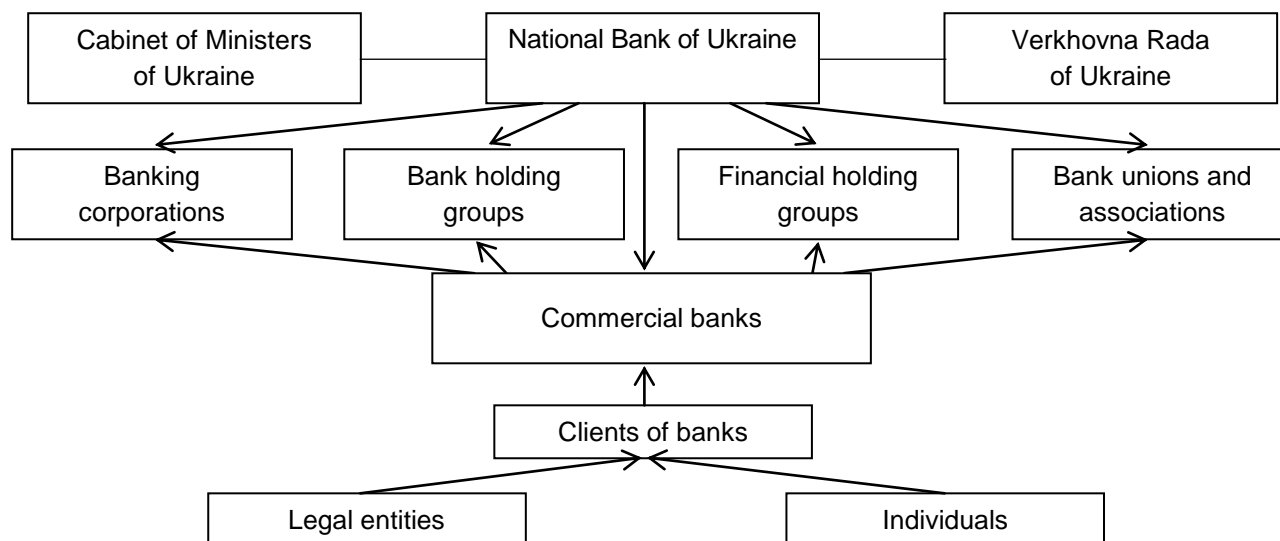 Cabinet of Ministers
of Ukraine
National Bank of Ukraine
Verkhovna Rada
of Ukraine
Banking
corporations
Bank holding
groups
Financial holding
groups
Bank unions and
associations
Commercial banks
Clients of banks
Legal entities
Individuals